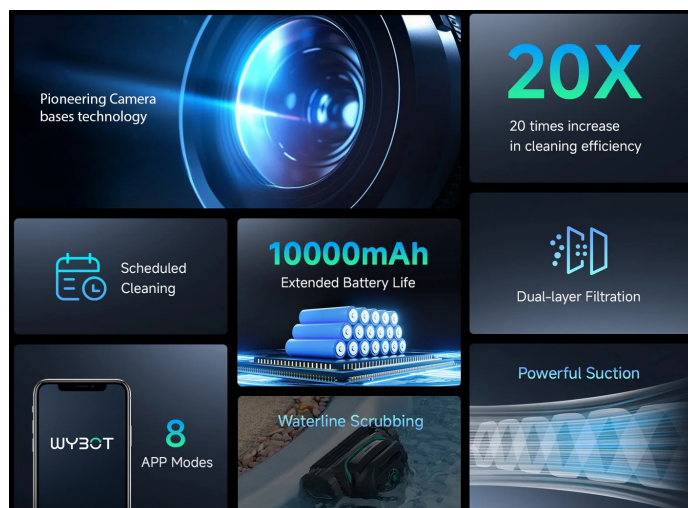 Pioneering Camera
bases technology
20X
20 times increase
in cleaning efficiency
Scheduled
Cleaning
10000mAh
Extended Battery Life
Dual-layer Filtration
WYBOT
8
APP Modes
Waterline Scrubbing
Powerful Suction